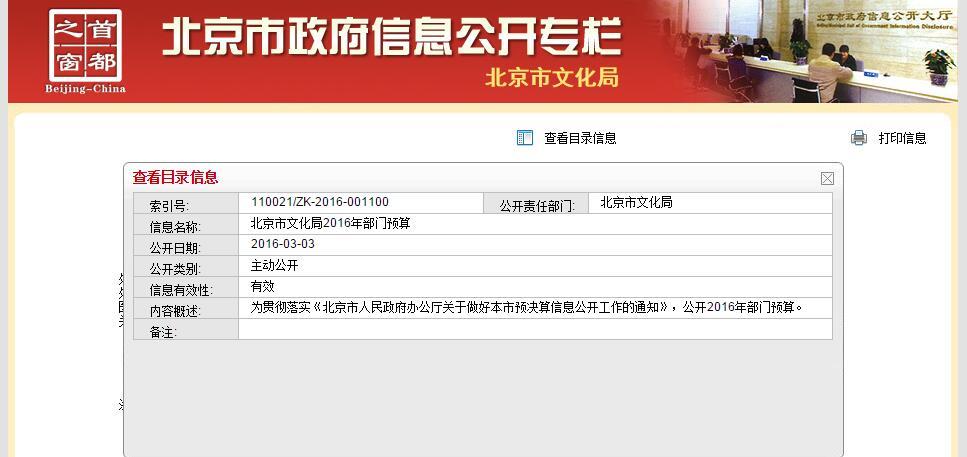 首都之窗
Beijing-China
北京市政府信息公开专栏
北京市文化局
北京市政府信息公开大厅
查看目录信息
打印信息
查看目录信息
索引号: 110021/ZK-2016-001100 公开责任部门: 北京市文化局
信息名称: 北京市文化局2016年部门预算
公开日期: 2016-03-03
公开类别: 主动公开
信息有效性: 有效
内容概述: 为贯彻落实《北京市人民政府办公厅关于做好本市预决算信息公开工作的通知》，公开2016年部门预算。
备注: